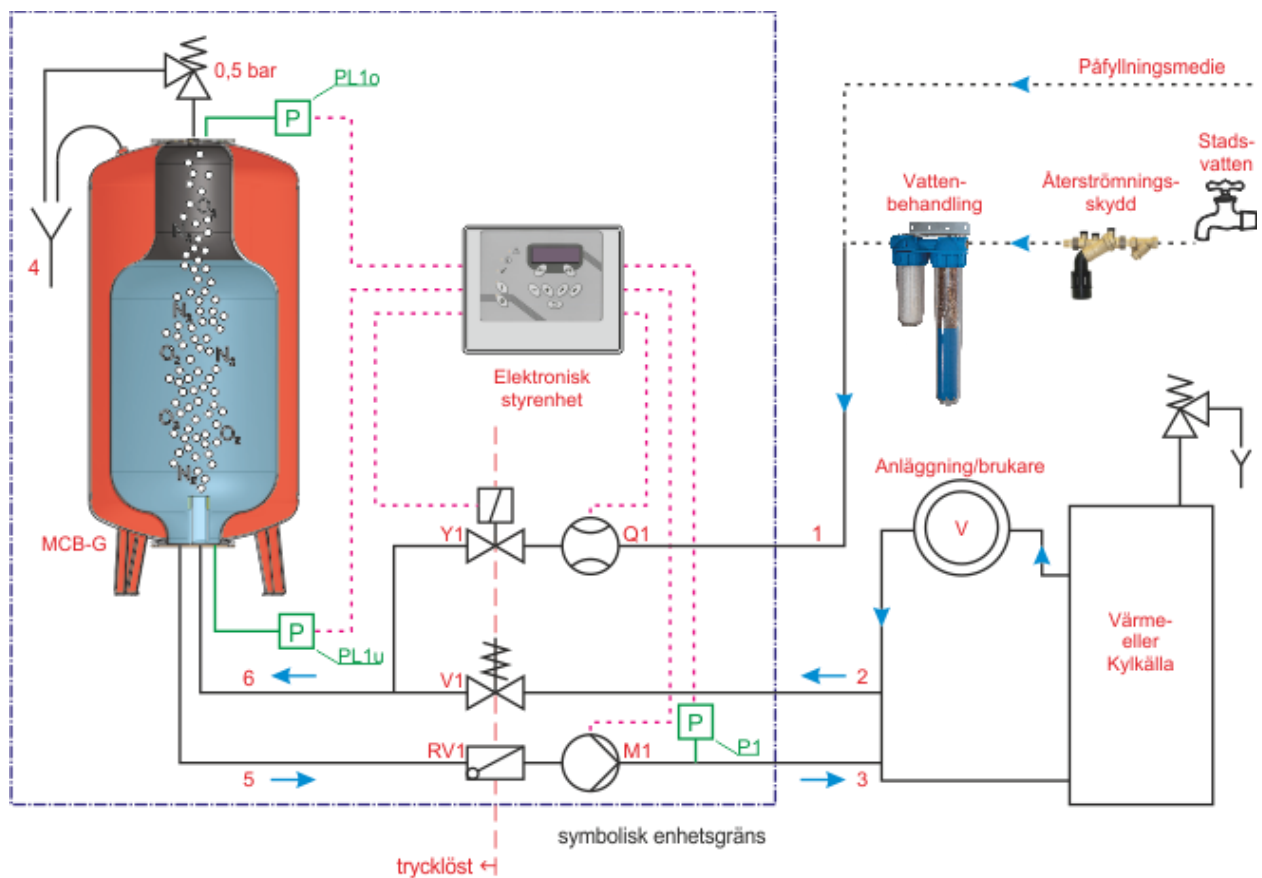 0,5 bar
PL1o
P
Påfyllningsmedie
Stads-
vatten
Vatten-
behandling
Återströmnings-
skydd
4
O₂
N₂
O₂
N₂
O₂
O₂
N₂
Elektronisk
styrenhet
Anläggning/brukare
V
MCB-G
Y1
Q1
1
P
PL1u
Värme-
eller
Kylkälla
6
V1
2
P
P1
RV1
M1
5
3
symbolisk enhetsgräns
trycklöst